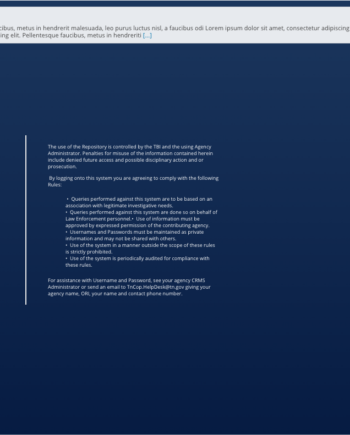 cibus, metus in hendrerit malesuada, leo purus luctus nisl, a faucibus odi Lorem ipsum dolor sit amet, consectetur adipiscing
cing elit. Pellentesque faucibus, metus in hendreriti [...]
The use of the Repository is controlled by the TBI and the using Agency
Administrator. Penalties for misuse of the information contained herein
include denied future access and possible disciplinary action and or
prosecution.
By logging onto this system you are agreeing to comply with the following
Rules:
• Queries performed against this system are to be based on an
association with legitimate investigative needs.
• Queries performed against this system are done so on behalf of
Law Enforcement personnel • Use of information must be
approved by expressed permission of the contributing agency.
• Usernames and Passwords must be maintained as private
information and may not be shared with others.
• Use of the system in a manner outside the scope of these rules
is strictly prohibited.
• Use of the system is periodically audited for compliance with
these rules.
For assistance with Username and Password, see your agency CRMS
Administrator or send an email to TnCop.HelpDesk@tn.gov giving your
agency name, ORI, your name and contact phone number.